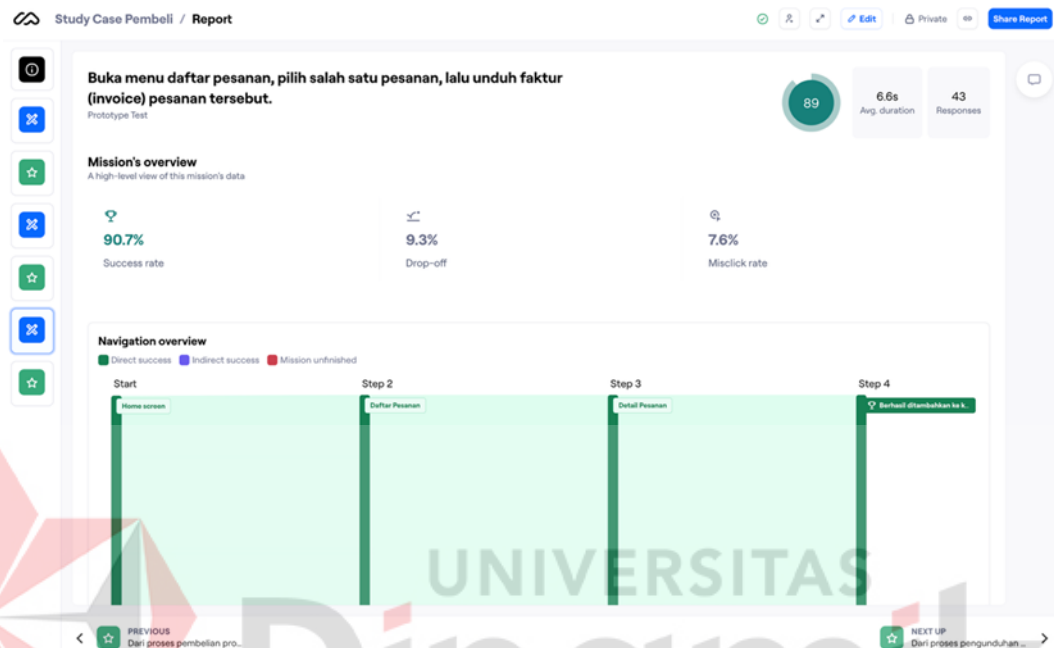 Study Case Pembeli / Report
Edit
Private
Share Report
Buka menu daftar pesanan, pilih salah satu pesanan, lalu unduh faktur
(invoice) pesanan tersebut.
Prototype Test
89
6.6s
Avg. duration
43
Responses
Mission's overview
A high-level view of this mission's data
90.7%
Success rate
9.3%
Drop-off
7.6%
Misclick rate
Navigation overview
Direct success
Indirect success
Mission unfinished
Start
Step 2
Step 3
Step 4
Home screen
Daftar Pesanan
Detail Pesanan
Berhasil ditambahkan ke k..
UNIVERSITAS
PREVIOUS
Dari proses pembelian pro...
NEXT UP
Dari proses pengunduhan ...